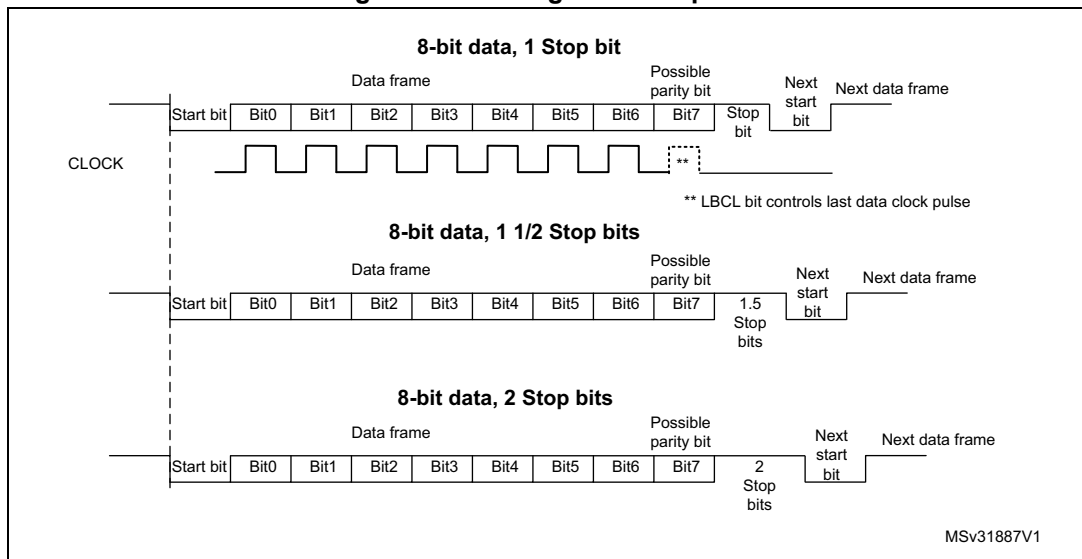 8-bit data, 1 Stop bit
Data frame
Possible
parity bit
Next
start
bit
Next data frame
Start bit Bit0 Bit1 Bit2 Bit3 Bit4 Bit5 Bit6 Bit7 Stop
bit
CLOCK
**
** LBCL bit controls last data clock pulse
8-bit data, 1 1/2 Stop bits
Data frame
Possible
parity bit
Next
start
bit
Next data frame
Start bit Bit0 Bit1 Bit2 Bit3 Bit4 Bit5 Bit6 Bit7 1.5
Stop
bits
8-bit data, 2 Stop bits
Data frame
Possible
parity bit
Next
start
bit
Next data frame
Start bit Bit0 Bit1 Bit2 Bit3 Bit4 Bit5 Bit6 Bit7 2
Stop
bits
MSv31887V1